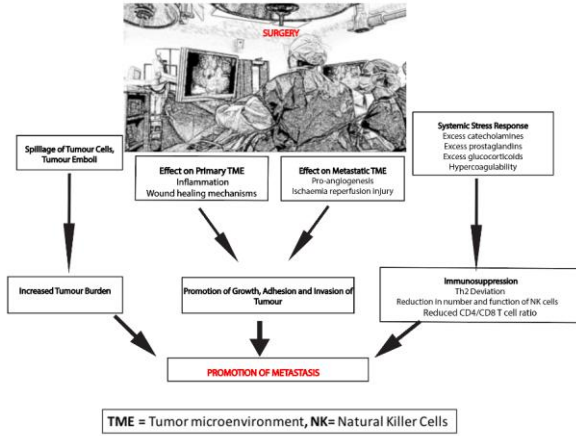 SURGERY
Spillage of Tumour Cells,
Tumour Emboli
Effect on Primary TME
Inflammation
Wound healing mechanisms
Effect on Metastatic TME
Pro-angiogenesis
Ischaemia reperfusion injury
Systemic Stress Response
Excess catecholamines
Excess prostaglandins
Excess glucocorticoids
Hypercoagulability
Increased Tumour Burden
Promotion of Growth, Adhesion and Invasion of
Tumour
Immunosuppression
Th2 Deviation
Reduction in number and function of NK cells
Reduced CD4/CD8 T cell ratio
PROMOTION OF METASTASIS
TME = Tumor microenvironment, NK= Natural Killer Cells